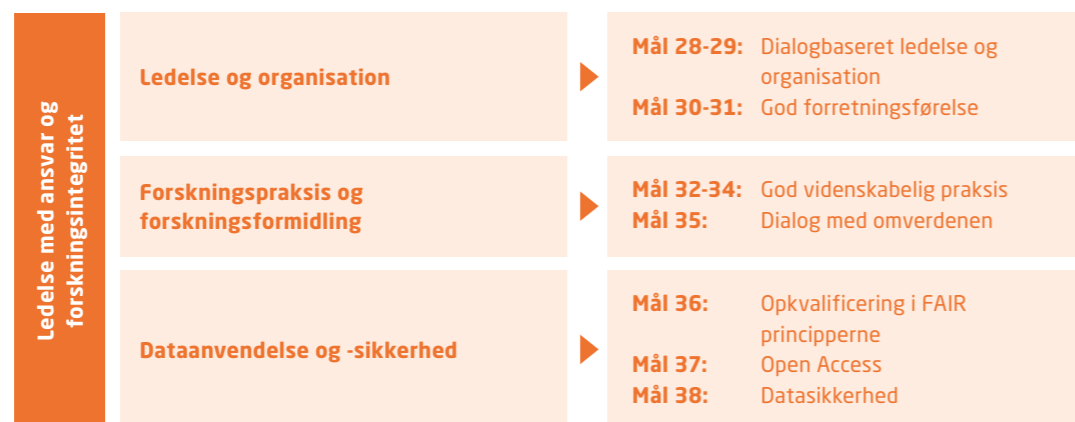 Ledelse med ansvar og
forskningsintegritet
Ledelse og organisation
Mål 28-29: Dialogbaseret ledelse og
organisation
Mål 30-31: God forretningsførelse
Forskningspraksis og
forskningsformidling
Mål 32-34: God videnskabelig praksis
Mål 35: Dialog med omverdenen
Dataanvendelse og -sikkerhed
Mål 36: Opkvalificering i FAIR
principperne
Mål 37: Open Access
Mål 38: Datasikkerhed